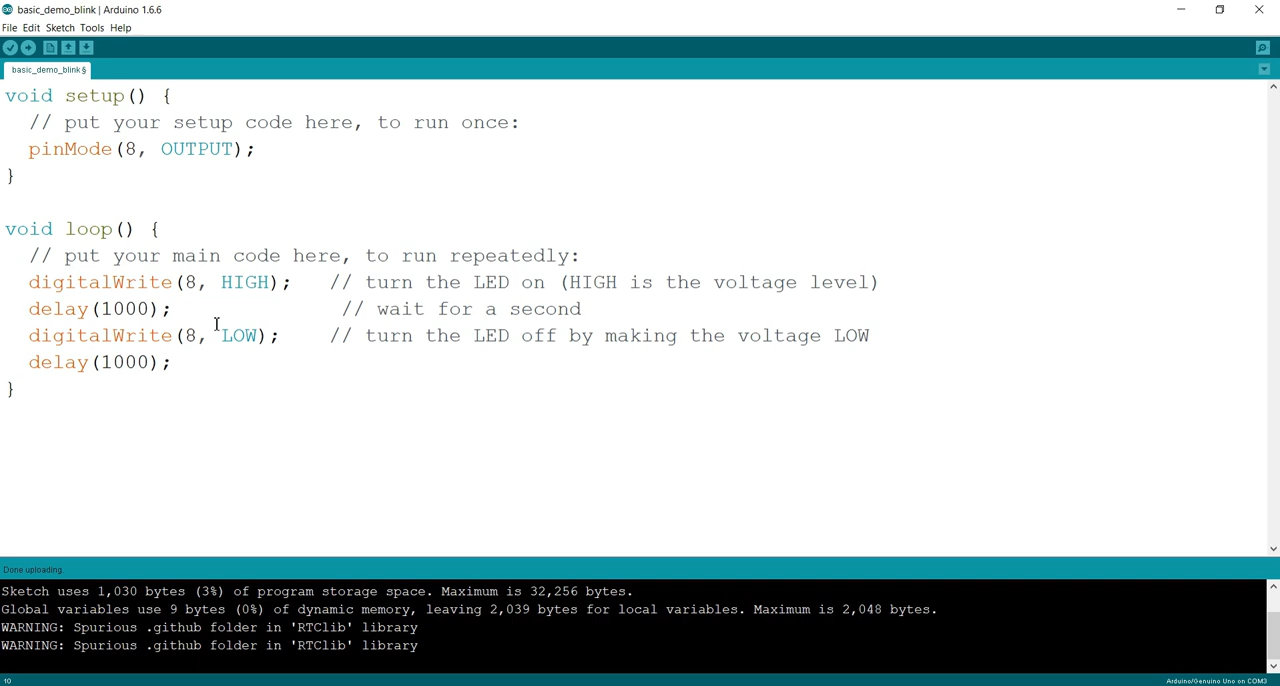 basic_demo_blink | Arduino 1.6.6
File Edit Sketch Tools Help
basic_demo_blink §
void setup() {
  // put your setup code here, to run once:
  pinMode(8, OUTPUT);
}
void loop() {
  // put your main code here, to run repeatedly:
  digitalWrite(8, HIGH);   // turn the LED on (HIGH is the voltage level)
  delay(1000);              // wait for a second
  digitalWrite(8, LOW);    // turn the LED off by making the voltage LOW
  delay(1000);
}
Done uploading.
Sketch uses 1,030 bytes (3%) of program storage space. Maximum is 32,256 bytes.
Global variables use 9 bytes (0%) of dynamic memory, leaving 2,039 bytes for local variables. Maximum is 2,048 bytes.
WARNING: Spurious .github folder in 'RTClib' library
WARNING: Spurious .github folder in 'RTClib' library
10 Arduino/Genuino Uno on COM3